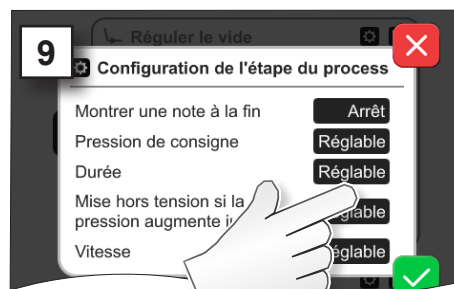 9
Réguler le vide
Configuration de l'étape du process
Montrer une note à la fin Arrêt
Pression de consigne Réglable
Durée Réglable
Mise hors tension si la
pression augmente
Vitesse